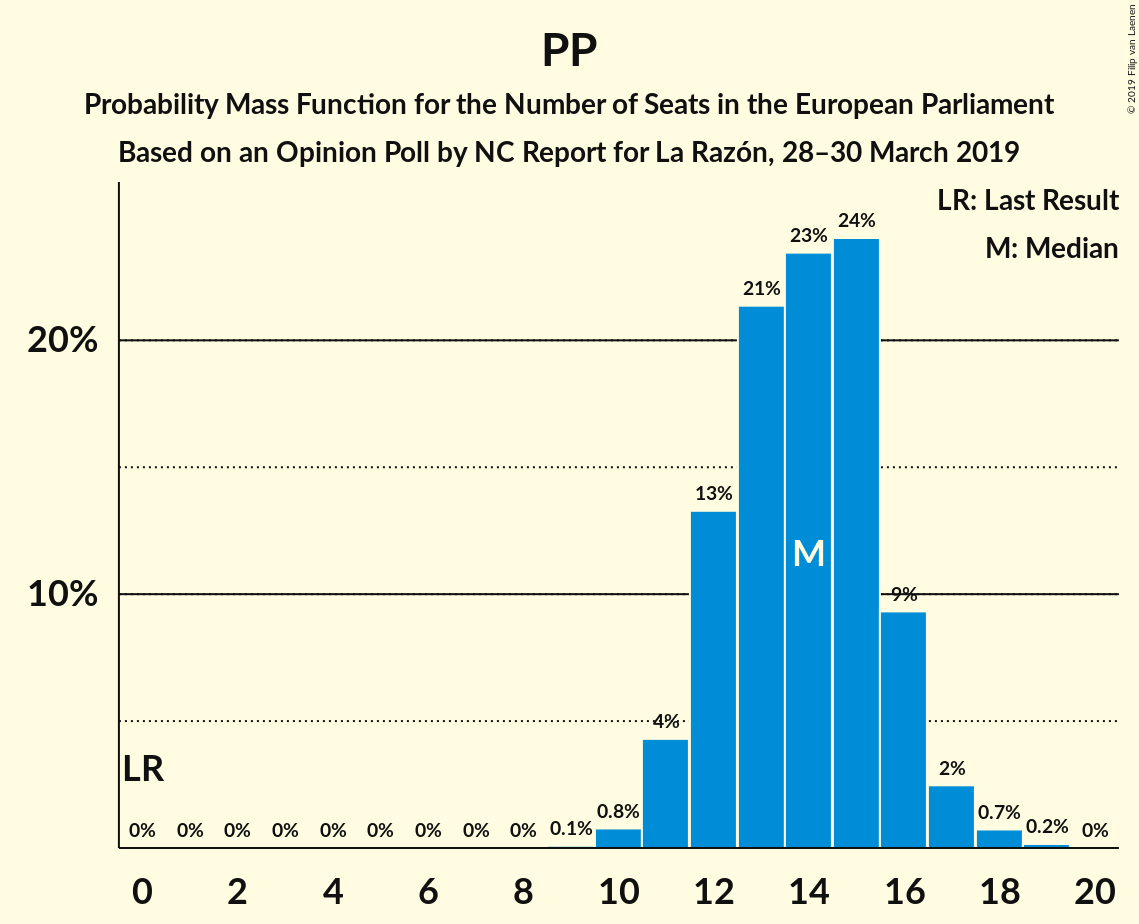 PP
Probability Mass Function for the Number of Seats in the European Parliament
Based on an Opinion Poll by NC Report for La Razón, 28–30 March 2019
© 2019 Filip van Laenen
LR: Last Result
M: Median
20%
10%
LR
M
0% 0% 0% 0% 0% 0% 0% 0% 0% 0.1% 0.8% 4% 13% 21% 23% 24% 9% 2% 0.7% 0.2% 0%
0 2 4 6 8 10 12 14 16 18 20